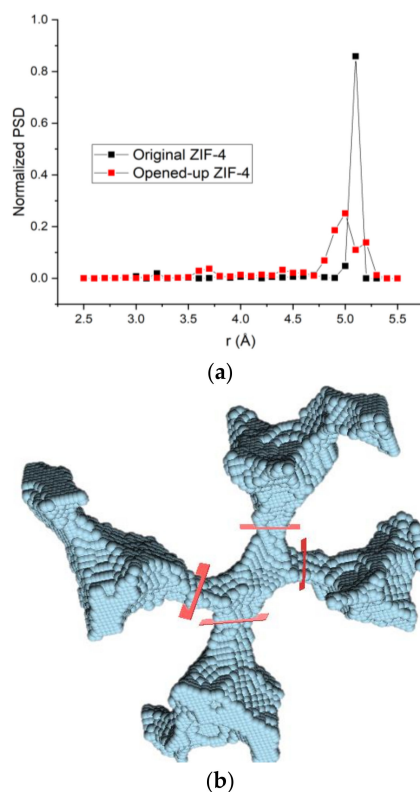 1.0
0.8
0.6
0.4
0.2
0.0
Normalized PSD
Original ZIF-4
Opened-up ZIF-4
2.5 3.0 3.5 4.0 4.5 5.0 5.5
r (Å)
(a)
(b)